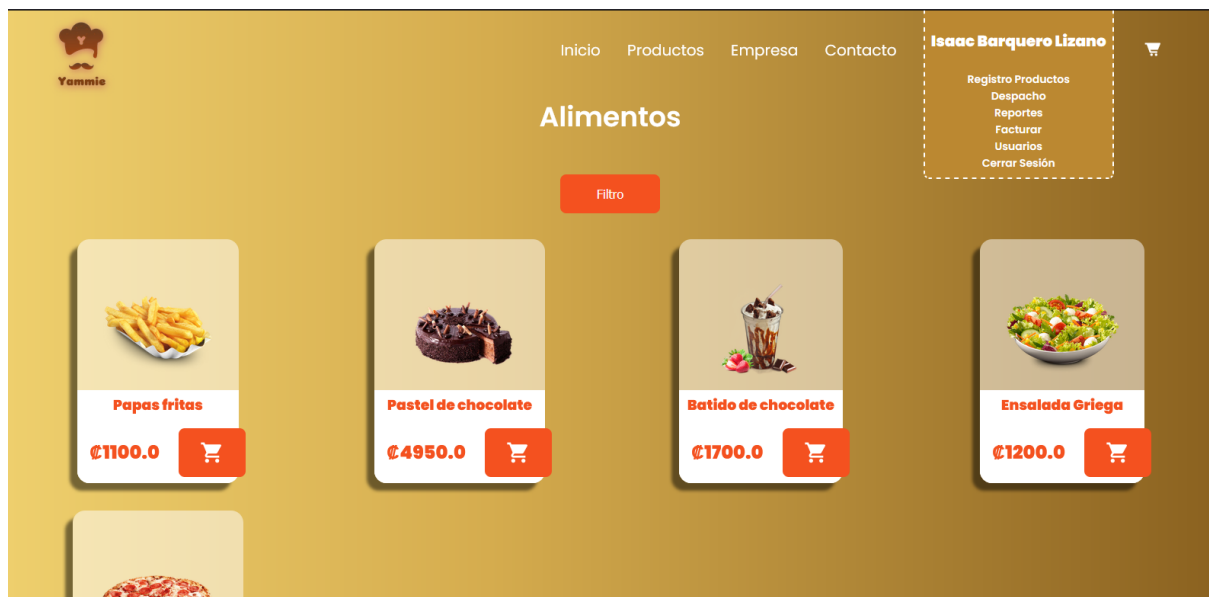 Y
Yammie
Inicio Productos Empresa Contacto
Isaac Barquero Lizano
Registro Productos
Despacho
Reportes
Facturar
Usuarios
Cerrar Sesión
Alimentos
Filtro
Papas fritas
₡1100.0
Pastel de chocolate
₡4950.0
Batido de chocolate
₡1700.0
Ensalada Griega
₡1200.0